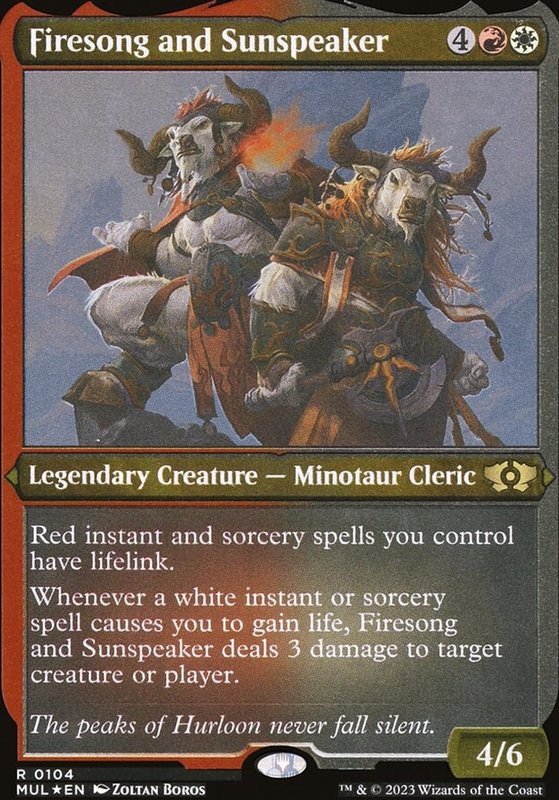 Firesong and Sunspeaker 4
Legendary Creature — Minotaur Cleric
Red instant and sorcery spells you control
have lifelink.
Whenever a white instant or sorcery
spell causes you to gain life, Firesong
and Sunspeaker deals 3 damage to target
creature or player.
The peaks of Hurloon never fall silent.
4/6
R 0104
MUL★EN Zoltan Boros
™ & © 2023 Wizards of the Coast